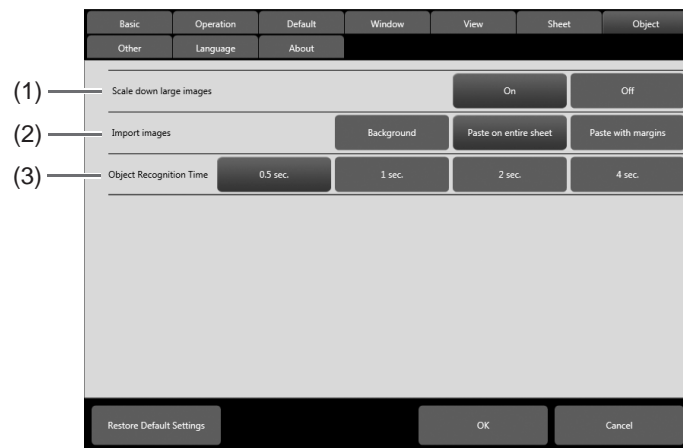 Basic Operation Default Window View Sheet Object
Other Language About
(1) Scale down large images On Off
(2) Import images Background Paste on entire sheet Paste with margins
(3) Object Recognition Time 0.5 sec. 1 sec. 2 sec. 4 sec.
Restore Default Settings OK Cancel